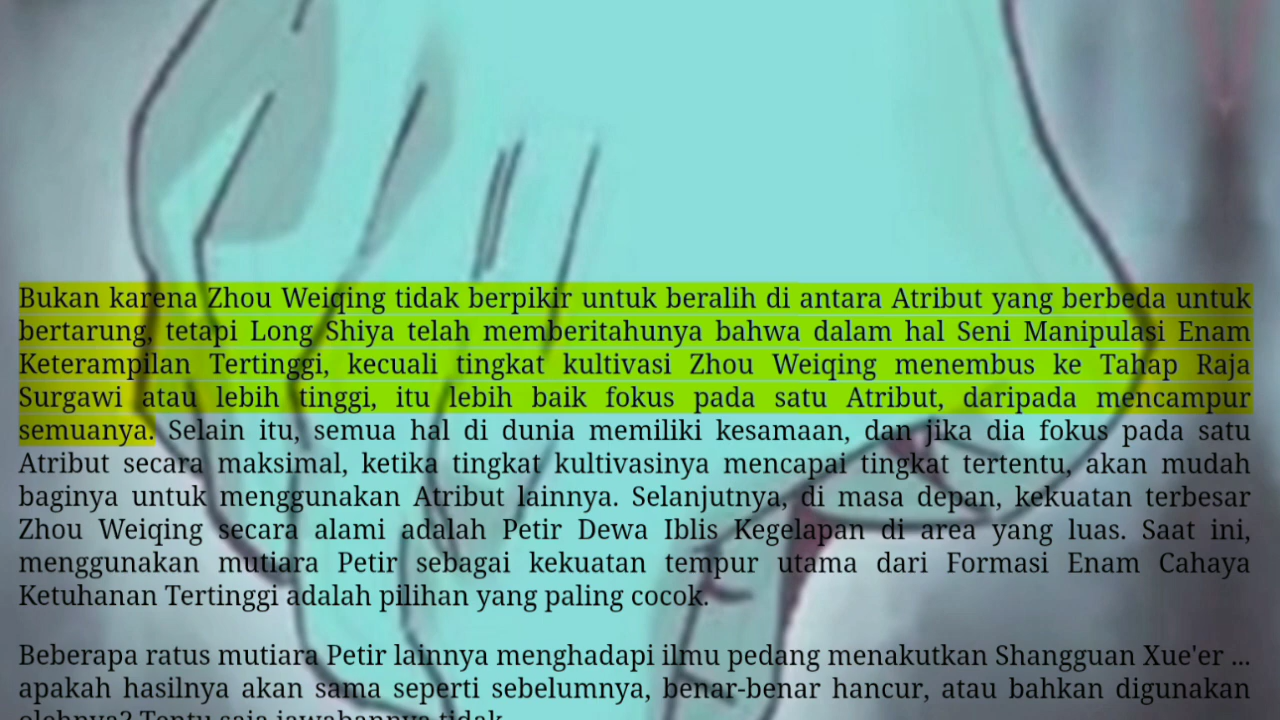 Bukan karena Zhou Weiqing tidak berpikir untuk beralih di antara Atribut yang berbeda untuk
bertarung, tetapi Long Shiya telah memberitahunya bahwa dalam hal Seni Manipulasi Enam
Keterampilan Tertinggi, kecuali tingkat kultivasi Zhou Weiqing menembus ke Tahap Raja
Surgawi atau lebih tinggi, itu lebih baik fokus pada satu Atribut, daripada mencampur
semuanya. Selain itu, semua hal di dunia memiliki kesamaan, dan jika dia fokus pada satu
Atribut secara maksimal, ketika tingkat kultivasinya mencapai tingkat tertentu, akan mudah
baginya untuk menggunakan Atribut lainnya. Selanjutnya, di masa depan, kekuatan terbesar
Zhou Weiqing secara alami adalah Petir Dewa Iblis Kegelapan di area yang luas. Saat ini,
menggunakan mutiara Petir sebagai kekuatan tempur utama dari Formasi Enam Cahaya
Ketuhanan Tertinggi adalah pilihan yang paling cocok.
Beberapa ratus mutiara Petir lainnya menghadapi ilmu pedang menakutkan Shangguan Xue'er ...
apakah hasilnya akan sama seperti sebelumnya, benar-benar hancur, atau bahkan digunakan
olehnya? Tentu saja jawabannya tidak.